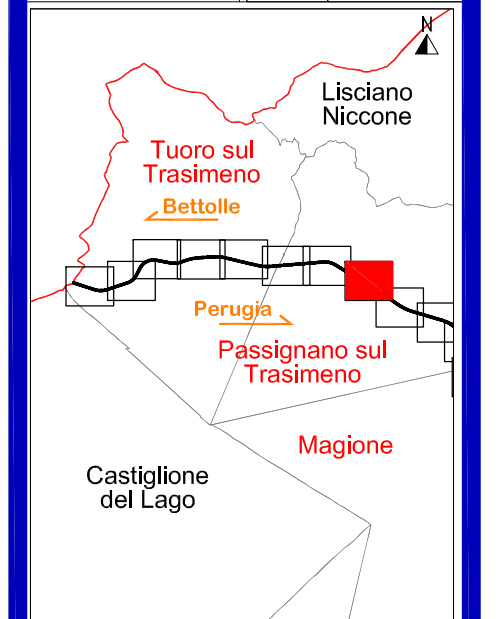 N
Lisciano
Niccone
Tuoro sul
Trasimeno
Bettolle
Perugia
Passignano sul
Trasimeno
Magione
Castiglione
del Lago